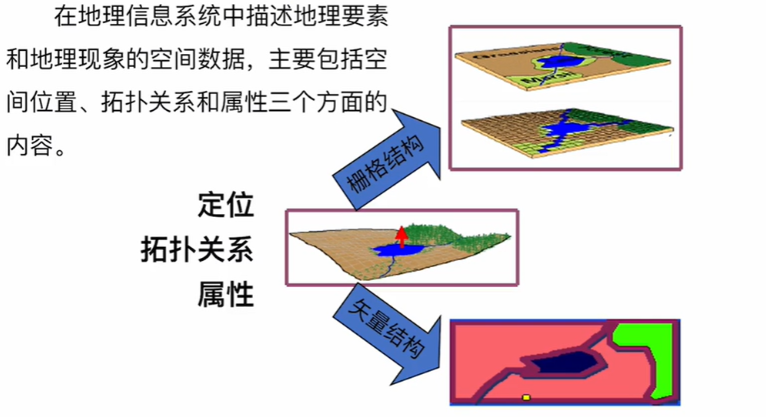 在地理信息系统中描述地理要素
和地理现象的空间数据，主要包括空
间位置、拓扑关系和属性三个方面的
内容。
栅格结构
定位
拓扑关系
属性
矢量结构